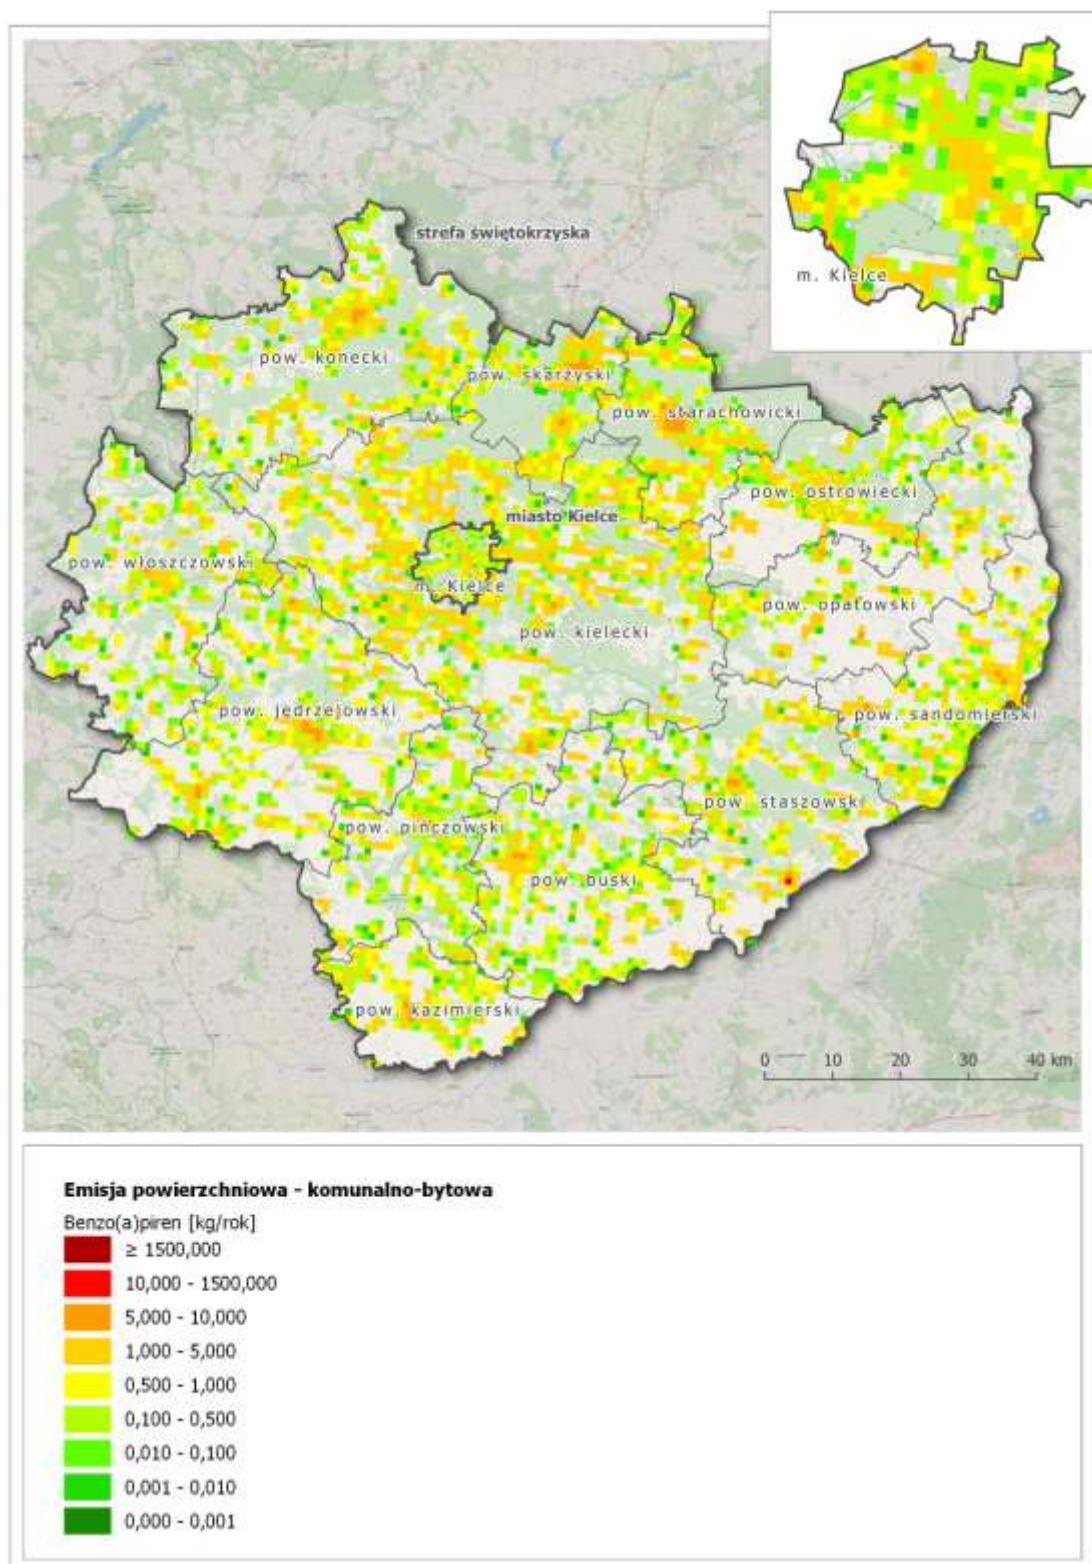 strefa świętokrzyska
m. Kielce
pow. konecki
pow. skarżyski
pow. starachowicki
pow. ostrowiecki
miasto Kielce
pow. włoszczowski
m. Kielce
pow. opatowski
pow. kielecki
pow. jędrzejowski
pow. sandomierski
pow. staszowski
pow. pińczowski
pow. buski
pow. kazimierski
0 10 20 30 40 km
Emisja powierzchniowa - komunalno-bytowa
Benzo(a)piren [kg/rok]
≥ 1500,000
10,000 - 1500,000
5,000 - 10,000
1,000 - 5,000
0,500 - 1,000
0,100 - 0,500
0,010 - 0,100
0,001 - 0,010
0,000 - 0,001